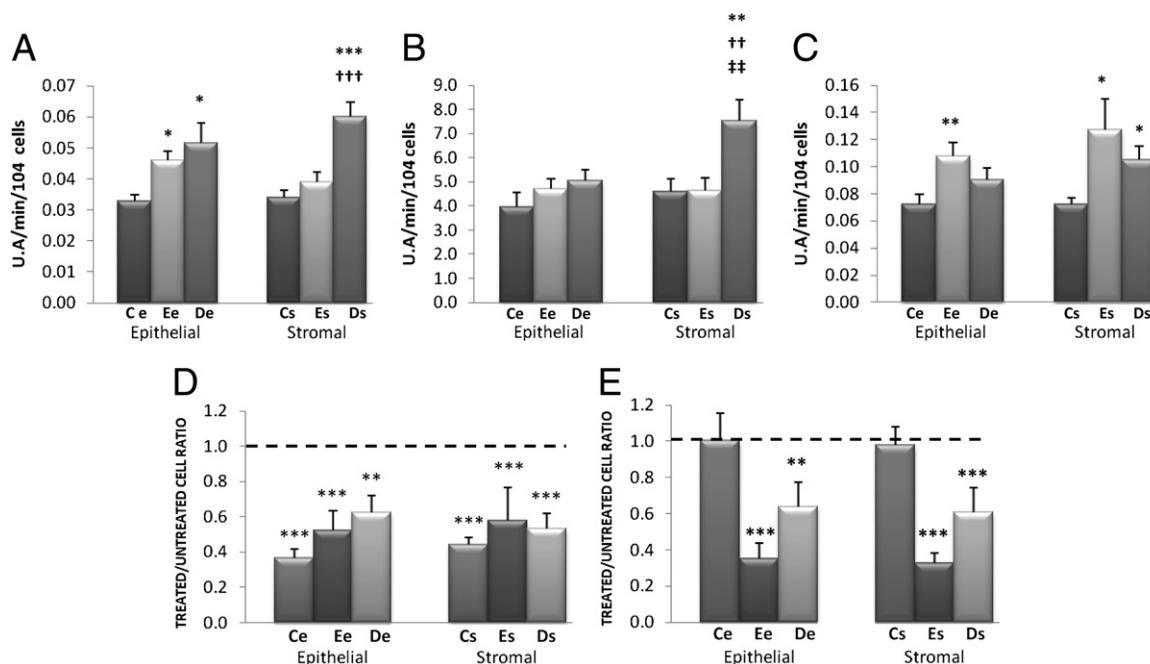 A
***
†††
U.A/min/104 cells
0.07
0.06
0.05
0.04
0.03
0.02
0.01
0.00
*
*
C e Ee De
Cs Es Ds
Epithelial
Stromal
B
**
††
‡‡
U.A/min/104 cells
9.0
8.0
7.0
6.0
5.0
4.0
3.0
2.0
1.0
0.0
Ce Ee De
Cs Es Ds
Epithelial
Stromal
C
U.A/min/104 cells
0.16
0.14
0.12
0.10
0.08
0.06
0.04
0.02
0.00
**
*
*
Ce Ee De
Cs Es Ds
Epithelial
Stromal
D
TREATED/UNTREATED CELL RATIO
1.2
1.0
0.8
0.6
0.4
0.2
0.0
*** *** **
*** *** ***
Ce Ee De
Cs Es Ds
Epithelial
Stromal
E
TREATED/UNTREATED CELL RATIO
1.2
1.0
0.8
0.6
0.4
0.2
0.0
*** **
*** ***
Ce Ee De
Cs Es Ds
Epithelial
Stromal